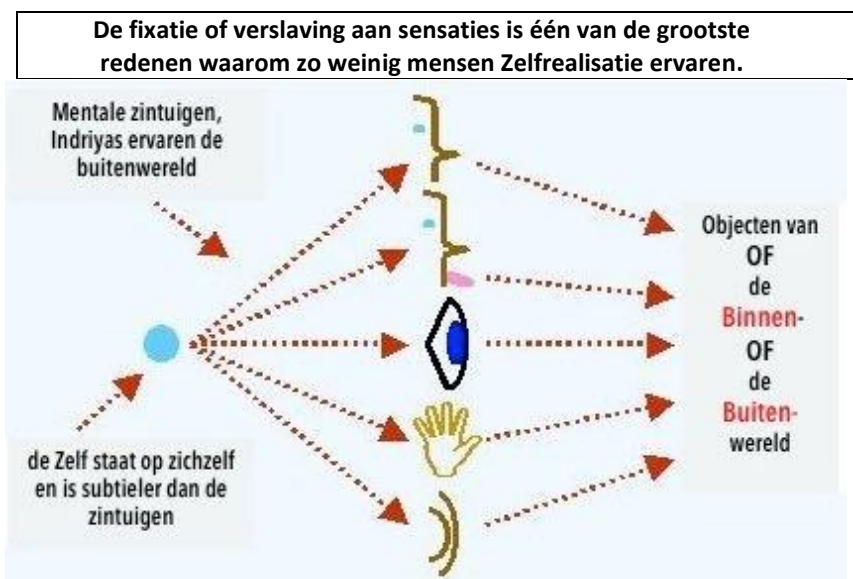 De fixatie of verslaving aan sensaties is één van de grootste
redenen waarom zo weinig mensen Zelfrealisatie ervaren.
Mentale zintuigen,
Indriyas ervaren de
buitenwereld
Objecten van
OF
de
Binnen-
OF
de
Buiten-
wereld
de Zelf staat op zichzelf
en is subtieler dan de
zintuigen